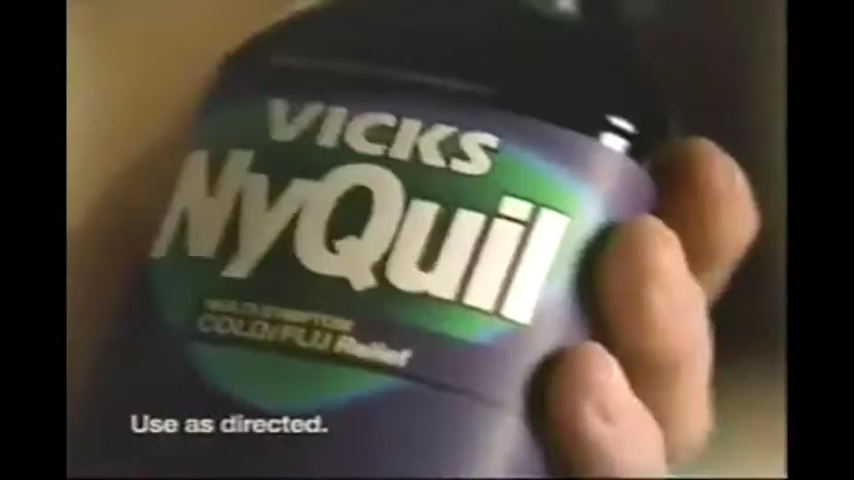 VICKS
NyQuil
MULTI-SYMPTOM
COLD/FLU Relief
Use as directed.